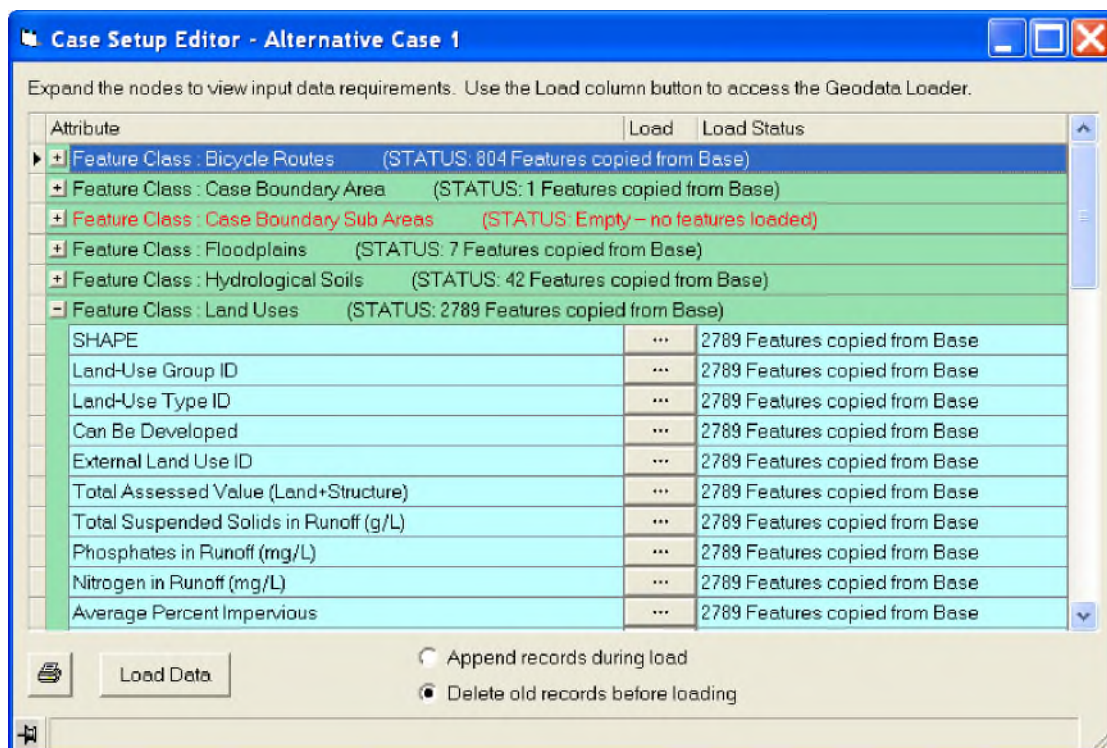 Case Setup Editor - Alternative Case 1
Expand the nodes to view input data requirements. Use the Load column button to access the Geodata Loader.
Attribute Load Load Status
Feature Class : Bicycle Routes (STATUS: 804 Features copied from Base)
Feature Class : Case Boundary Area (STATUS: 1 Features copied from Base)
Feature Class : Case Boundary Sub Areas (STATUS: Empty – no features loaded)
Feature Class : Floodplains (STATUS: 7 Features copied from Base)
Feature Class : Hydrological Soils (STATUS: 42 Features copied from Base)
Feature Class : Land Uses (STATUS: 2789 Features copied from Base)
SHAPE ... 2789 Features copied from Base
Land-Use Group ID ... 2789 Features copied from Base
Land-Use Type ID ... 2789 Features copied from Base
Can Be Developed ... 2789 Features copied from Base
External Land Use ID ... 2789 Features copied from Base
Total Assessed Value (Land+Structure) ... 2789 Features copied from Base
Total Suspended Solids in Runoff (g/L) ... 2789 Features copied from Base
Phosphates in Runoff (mg/L) ... 2789 Features copied from Base
Nitrogen in Runoff (mg/L) ... 2789 Features copied from Base
Average Percent Impervious ... 2789 Features copied from Base
Append records during load
Load Data
Delete old records before loading